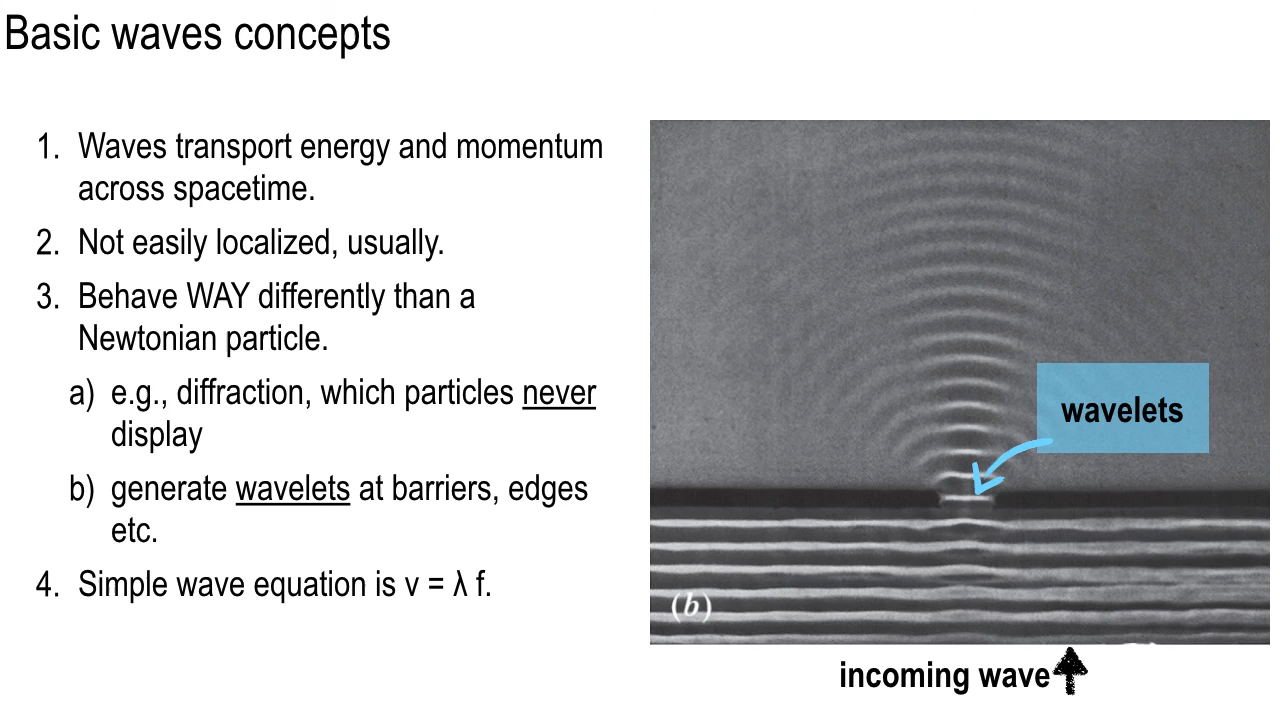 Basic waves concepts
1. Waves transport energy and momentum
across spacetime.
2. Not easily localized, usually.
3. Behave WAY differently than a
Newtonian particle.
a) e.g., diffraction, which particles never
display
b) generate wavelets at barriers, edges
etc.
4. Simple wave equation is v = λ f.
wavelets
(b)
incoming wave